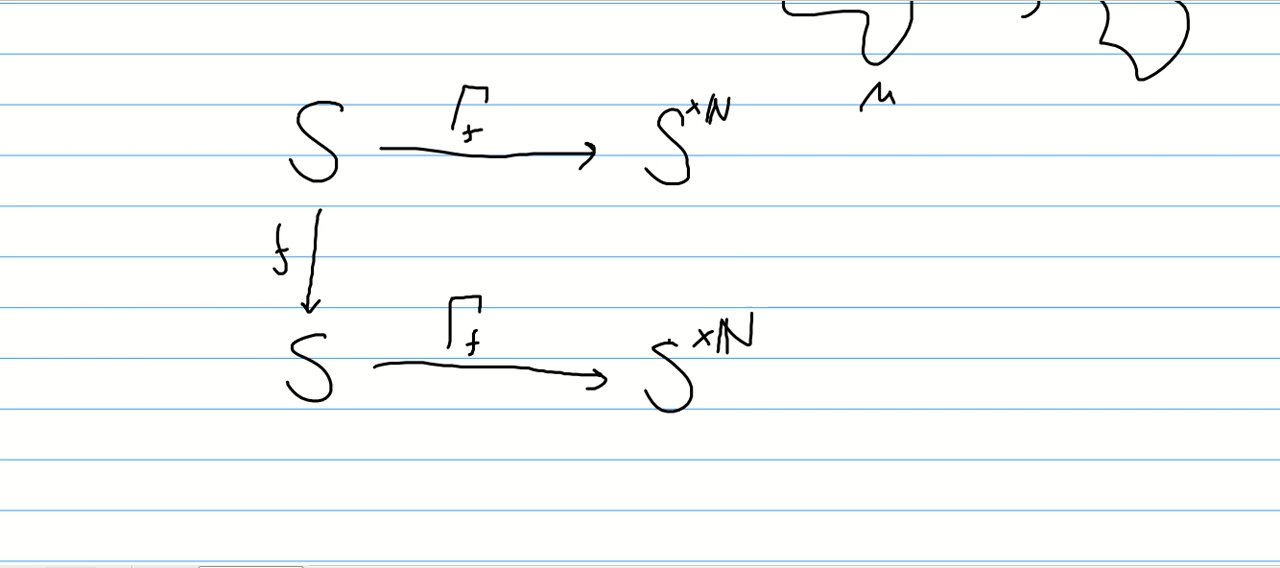 M
Γ_f
S → S^{×ℕ}
f ↓
Γ_f
S → S^{×ℕ}